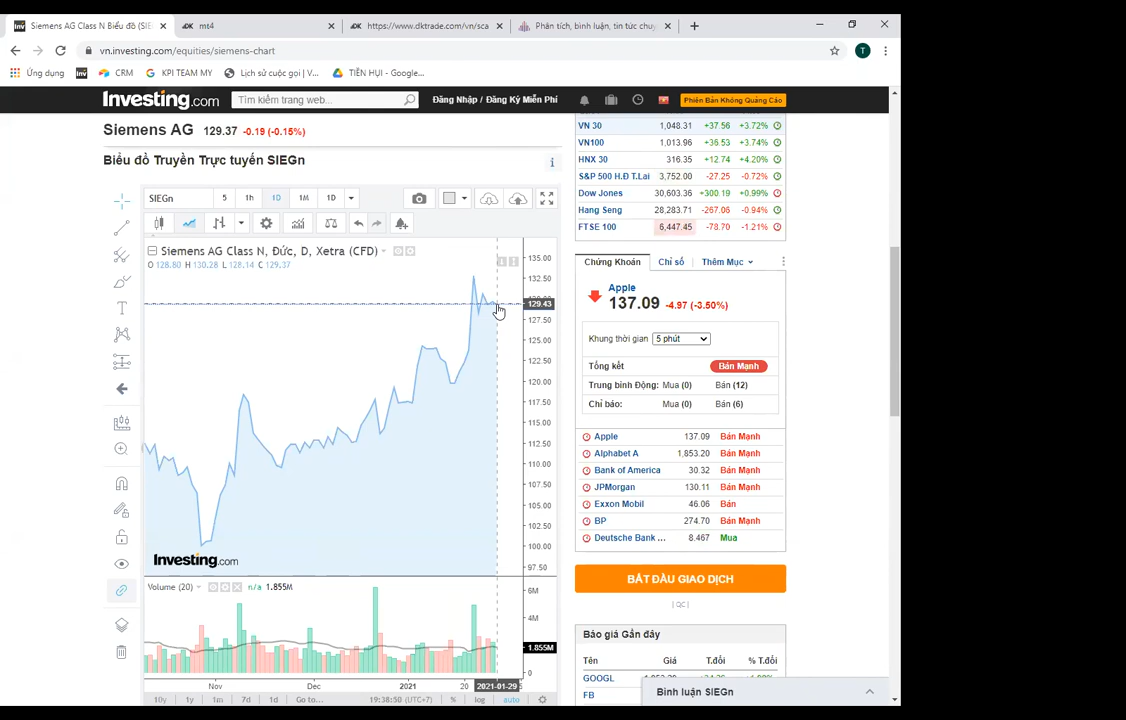 Siemens AG Class N Biểu đồ (SIE
mt4
https://www.dktrade.com/vn/sca
Phân tích, bình luận, tin tức chuy
vn.investing.com/equities/siemens-chart
T
Ứng dụng
CRM
KPI TEAM MY
Lịch sử cuộc gọi | V...
TIỀN HỤI - Google...
Investing.com
Tìm kiếm trang web...
Đăng Nhập / Đăng Ký Miễn Phí
Phiên Bản Không Quảng Cáo
Siemens AG 129.37 -0.19 (-0.15%)
Biểu đồ Truyền Trực tuyến SIEGn
SIEGn 5 1h 1D 1M 1D
Siemens AG Class N, Đức, D, Xetra (CFD)
O 128.80 H 130.28 L 128.14 C 129.37
135.00
132.50
129.43
127.50
125.00
122.50
120.00
117.50
115.00
112.50
110.00
107.50
105.00
102.50
100.00
97.50
Investing.com
Volume (20) n/a 1.855M
6M
4M
1.855M
0
Nov Dec 2021 20 2021-01-29
10y 1y 1m 7d 1d Go to... 19:38:50 (UTC+7) % log auto
VN 30 1,048.31 +37.56 +3.72%
VN100 1,013.96 +36.53 +3.74%
HNX 30 316.35 +12.74 +4.20%
S&P 500 H.Đ T.Lai 3,752.00 -27.25 -0.72%
Dow Jones 30,603.36 +300.19 +0.99%
Hang Seng 28,283.71 -267.06 -0.94%
FTSE 100 6,447.45 -78.70 -1.21%
Chứng Khoán Chỉ số Thêm Mục
Apple
137.09 -4.97 (-3.50%)
Khung thời gian 5 phút
Tổng kết Bán Mạnh
Trung bình Động: Mua (0) Bán (12)
Chỉ báo: Mua (0) Bán (6)
Apple 137.09 Bán Mạnh
Alphabet A 1,853.20 Bán Mạnh
Bank of America 30.32 Bán Mạnh
JPMorgan 130.11 Bán Mạnh
Exxon Mobil 46.06 Bán
BP 274.70 Bán Mạnh
Deutsche Bank ... 8.467 Mua
BẮT ĐẦU GIAO DỊCH
QC
Báo giá Gần đây
Tên Giá T.đổi % T.đổi
GOOGL
FB
Bình luận SIEGn